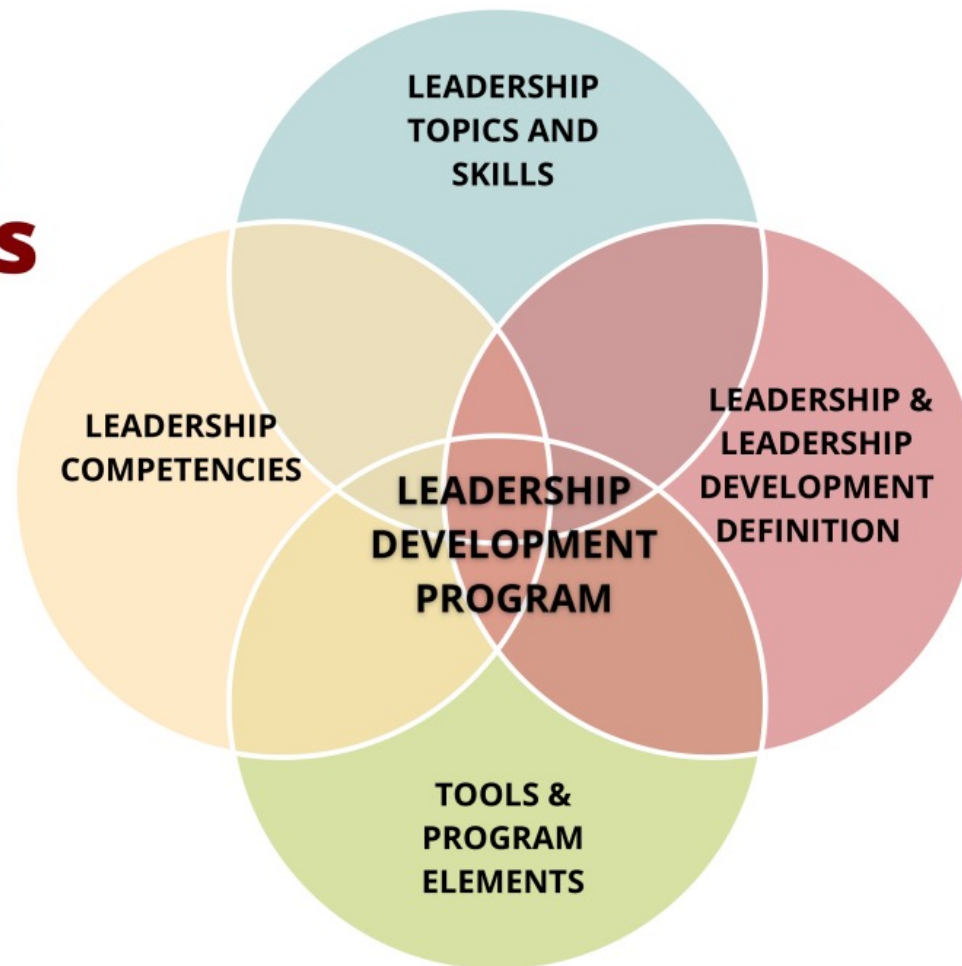 LEADERSHIP
TOPICS AND
SKILLS
s
LEADERSHIP
COMPETENCIES
LEADERSHIP &
LEADERSHIP
DEVELOPMENT
DEFINITION
LEADERSHIP
DEVELOPMENT
PROGRAM
TOOLS &
PROGRAM
ELEMENTS